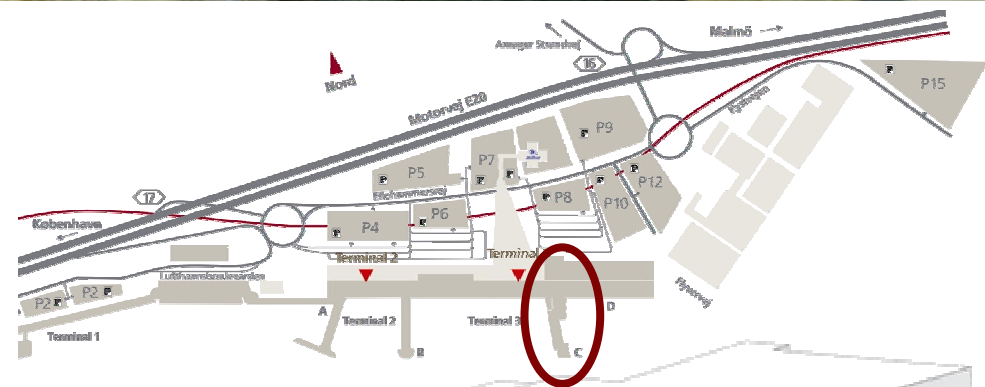 Malmö
Amager Strandvej
16
P15
Nord
Motorvej E20
P9
P7
P5
P12
P8
P10
17
P6
P4
København
Terminal 2
Terminal
P2
P2
A
Terminal 2
Terminal 3
D
Terminal 1
B
C